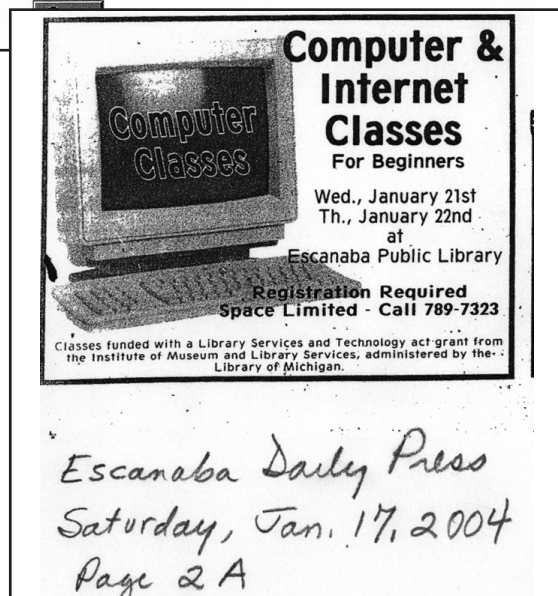 Computer &
Internet
Classes
For Beginners
Computer
Classes
Wed., January 21st
Th., January 22nd
at
Escanaba Public Library
Registration Required
Space Limited - Call 789-7323
Classes funded with a Library Services and Technology act grant from
the Institute of Museum and Library Services, administered by the
Library of Michigan.
Escanaba Daily Press
Saturday, Jan. 17, 2004
Page 2 A